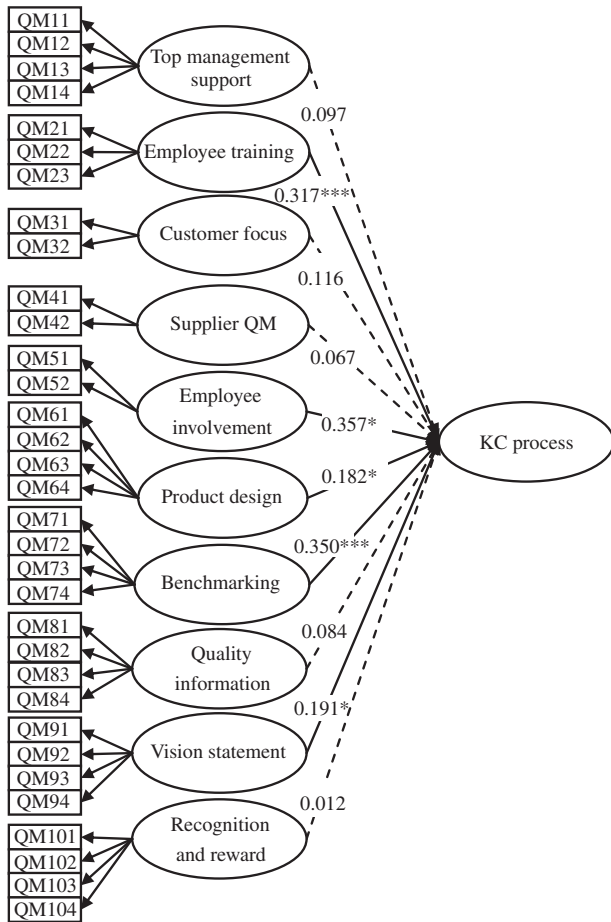 QM11
QM12
QM13
QM14
Top management
support
0.097
QM21
QM22
QM23
Employee training
0.317***
QM31
QM32
Customer focus
0.116
QM41
QM42
Supplier QM
0.067
QM51
QM52
Employee
involvement
0.357*
KC process
QM61
QM62
QM63
QM64
Product design
0.182*
QM71
QM72
QM73
QM74
Benchmarking
0.350***
QM81
QM82
QM83
QM84
Quality
information
0.084
QM91
QM92
QM93
QM94
Vision statement
0.191*
QM101
QM102
QM103
QM104
Recognition
and reward
0.012